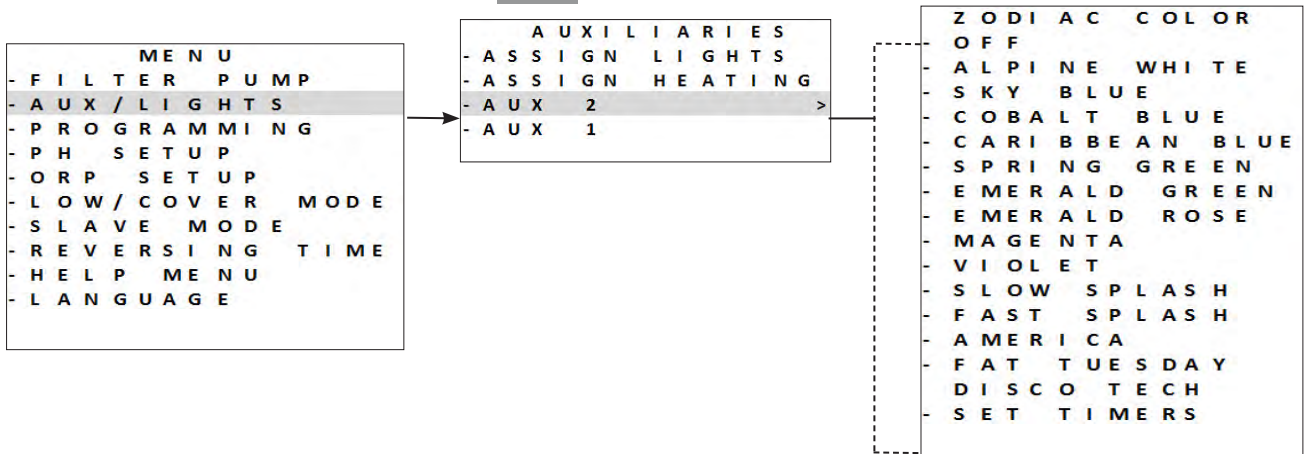 MENU
- FILTER PUMP
- AUX/LIGHTS
- PROGRAMMING
- PH SETUP
- ORP SETUP
- LOW/COVER MODE
- SLAVE MODE
- REVERSING TIME
- HELP MENU
- LANGUAGE
AUXILIARIES
- ASSIGN LIGHTS
- ASSIGN HEATING
- AUX 2 >
- AUX 1
ZODIAC COLOR
- OFF
- ALPINE WHITE
- SKY BLUE
- COBALT BLUE
- CARIBBEAN BLUE
- SPRING GREEN
- EMERALD GREEN
- EMERALD ROSE
- MAGENTA
- VIOLET
- SLOW SPLASH
- FAST SPLASH
- AMERICA
- FAT TUESDAY
DISCO TECH
- SET TIMERS